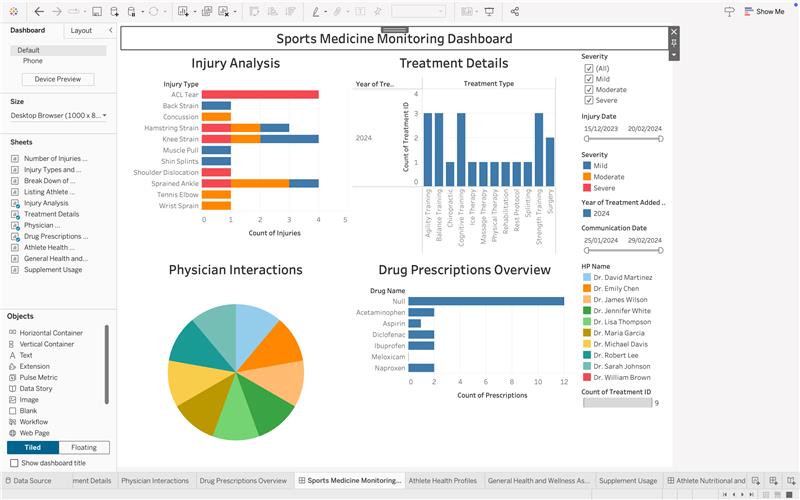 Show Me
Dashboard
Layout
Default
Phone
Device Preview
Size
Desktop Browser (1000 x 8...
Sheets
Number of Injuries ...
Injury Types and ...
Break Down of ...
Listing Athlete ...
Injury Analysis
Treatment Details
Physician ...
Drug Prescriptions ...
Athlete Health ...
General Health and...
Supplement Usage
Objects
Horizontal Container
Vertical Container
Text
Extension
Pulse Metric
Data Story
Image
Blank
Workflow
Web Page
Tiled
Floating
Show dashboard title
Sports Medicine Monitoring Dashboard
Injury Analysis
Injury Type
ACL Tear
Back Strain
Concussion
Hamstring Strain
Knee Strain
Muscle Pull
Shin Splints
Shoulder Dislocation
Sprained Ankle
Tennis Elbow
Wrist Sprain
0 1 2 3 4 5
Count of Injuries
Treatment Details
Year of Tre..
Treatment Type
2024
Count of Treatment ID
4
3
2
1
0
Agility Training
Balance Training
Chiropractic
Cognitive Training
Ice Therapy
Massage Therapy
Physical Therapy
Rehabilitation
Rest Protocol
Splinting
Strength Training
Surgery
Physician Interactions
Drug Prescriptions Overview
Drug Name
Null
Acetaminophen
Aspirin
Diclofenac
Ibuprofen
Meloxicam
Naproxen
0 2 4 6 8 10 12
Count of Prescriptions
Severity
(All)
Mild
Moderate
Severe
Injury Date
15/12/2023 20/02/2024
Severity
Mild
Moderate
Severe
Year of Treatment Added ..
2024
Communication Date
25/01/2024 29/02/2024
HP Name
Dr. David Martinez
Dr. Emily Chen
Dr. James Wilson
Dr. Jennifer White
Dr. Lisa Thompson
Dr. Maria Garcia
Dr. Michael Davis
Dr. Robert Lee
Dr. Sarah Johnson
Dr. William Brown
Count of Treatment ID
9
Data Source
ment Details
Physician Interactions
Drug Prescriptions Overview
Sports Medicine Monitoring...
Athlete Health Profiles
General Health and Wellness As...
Supplement Usage
Athlete Nutritional and